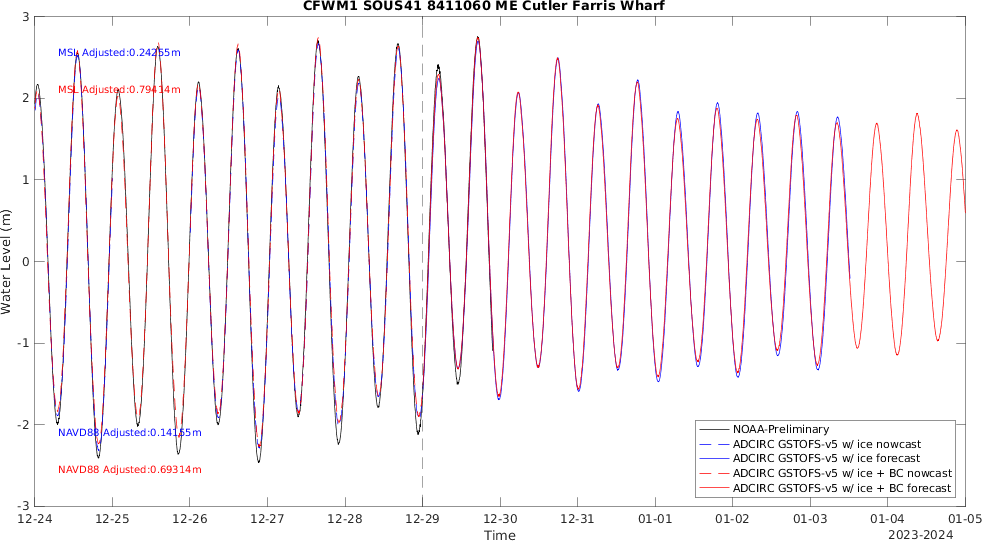 CFWM1 SOUS41 8411060 ME Cutler Farris Wharf
3
MSL Adjusted:0.24255m
MSL Adjusted:0.79414m
2
1
0
-1
-2
-3
Water Level (m)
NAVD88 Adjusted:0.14155m
NAVD88 Adjusted:0.69314m
NOAA-Preliminary
ADCIRC GSTOFS-v5 w/ ice nowcast
ADCIRC GSTOFS-v5 w/ ice forecast
ADCIRC GSTOFS-v5 w/ ice + BC nowcast
ADCIRC GSTOFS-v5 w/ ice + BC forecast
12-24 12-25 12-26 12-27 12-28 12-29 12-30 12-31 01-01 01-02 01-03 01-04 01-05
Time
2023-2024